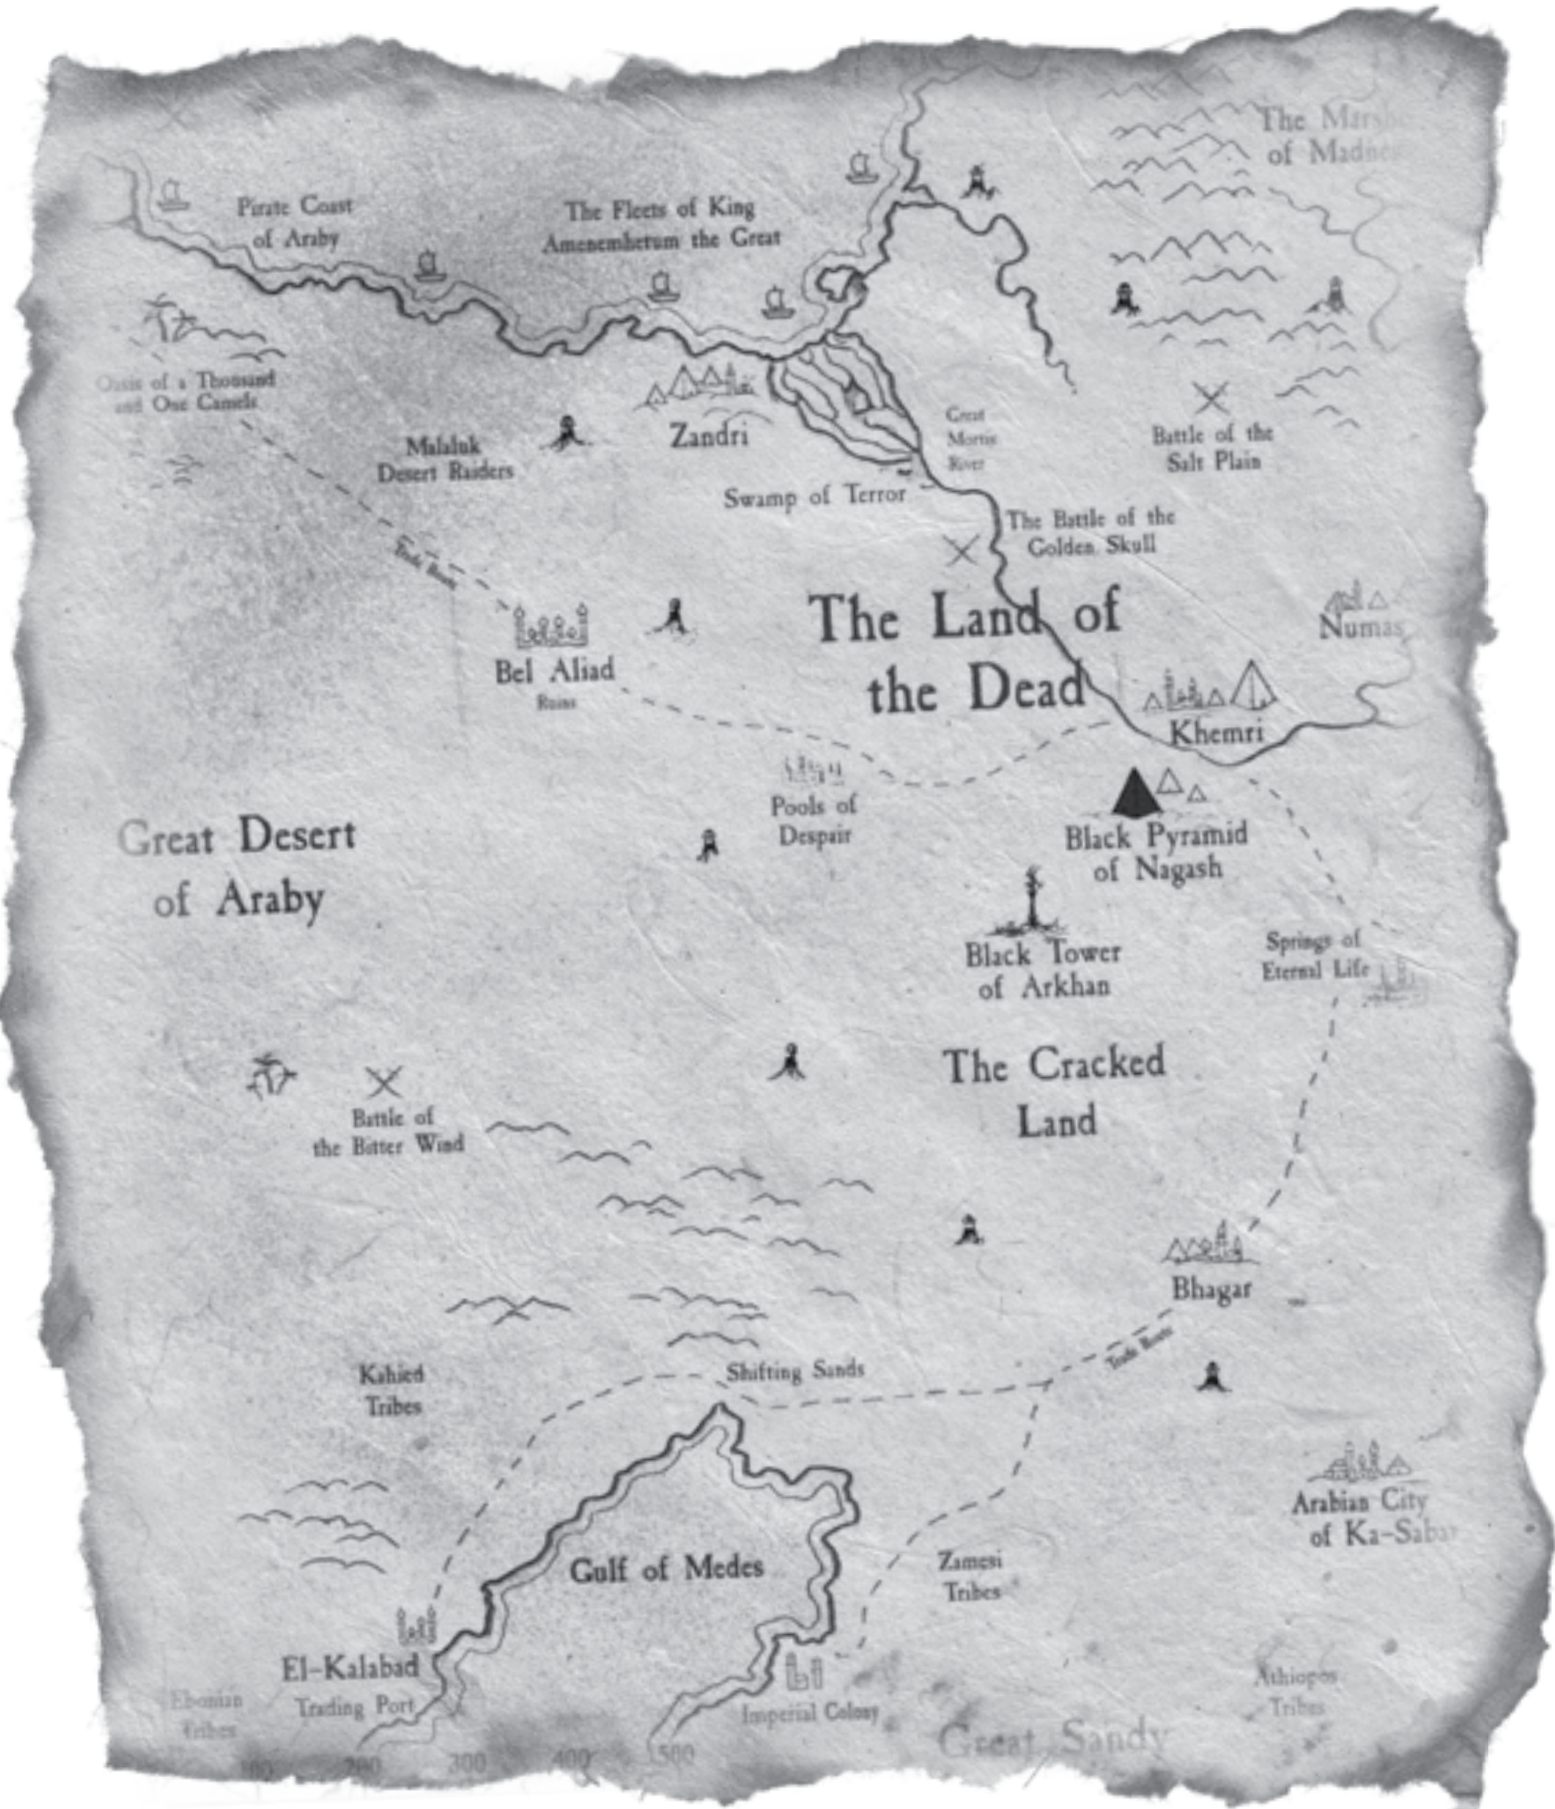 The Marsh
of Madne
Pirate Coast
of Araby
The Fleets of King
Amenemhetum the Great
Oasis of a Thousand
and One Camels
Malaluk
Desert Raiders
Zandri
Great
Mortis
River
Battle of the
Salt Plain
Swamp of Terror
The Battle of the
Golden Skull
Trade Route
The Land of
the Dead
Numas
Bel Aliad
Ruins
Khemri
Pools of
Despair
Black Pyramid
of Nagash
Great Desert
of Araby
Black Tower
of Arkhan
Springs of
Eternal Life
The Cracked
Land
Battle of
the Bitter Wind
Bhagar
Trade Route
Kahied
Tribes
Shifting Sands
Arabian City
of Ka-Sabar
Gulf of Medes
Zamesi
Tribes
El-Kalabad
Trading Port
Ebonian
Tribes
Imperial Colony
Athiopos
Tribes
Great Sandy
100 200 300 400 500